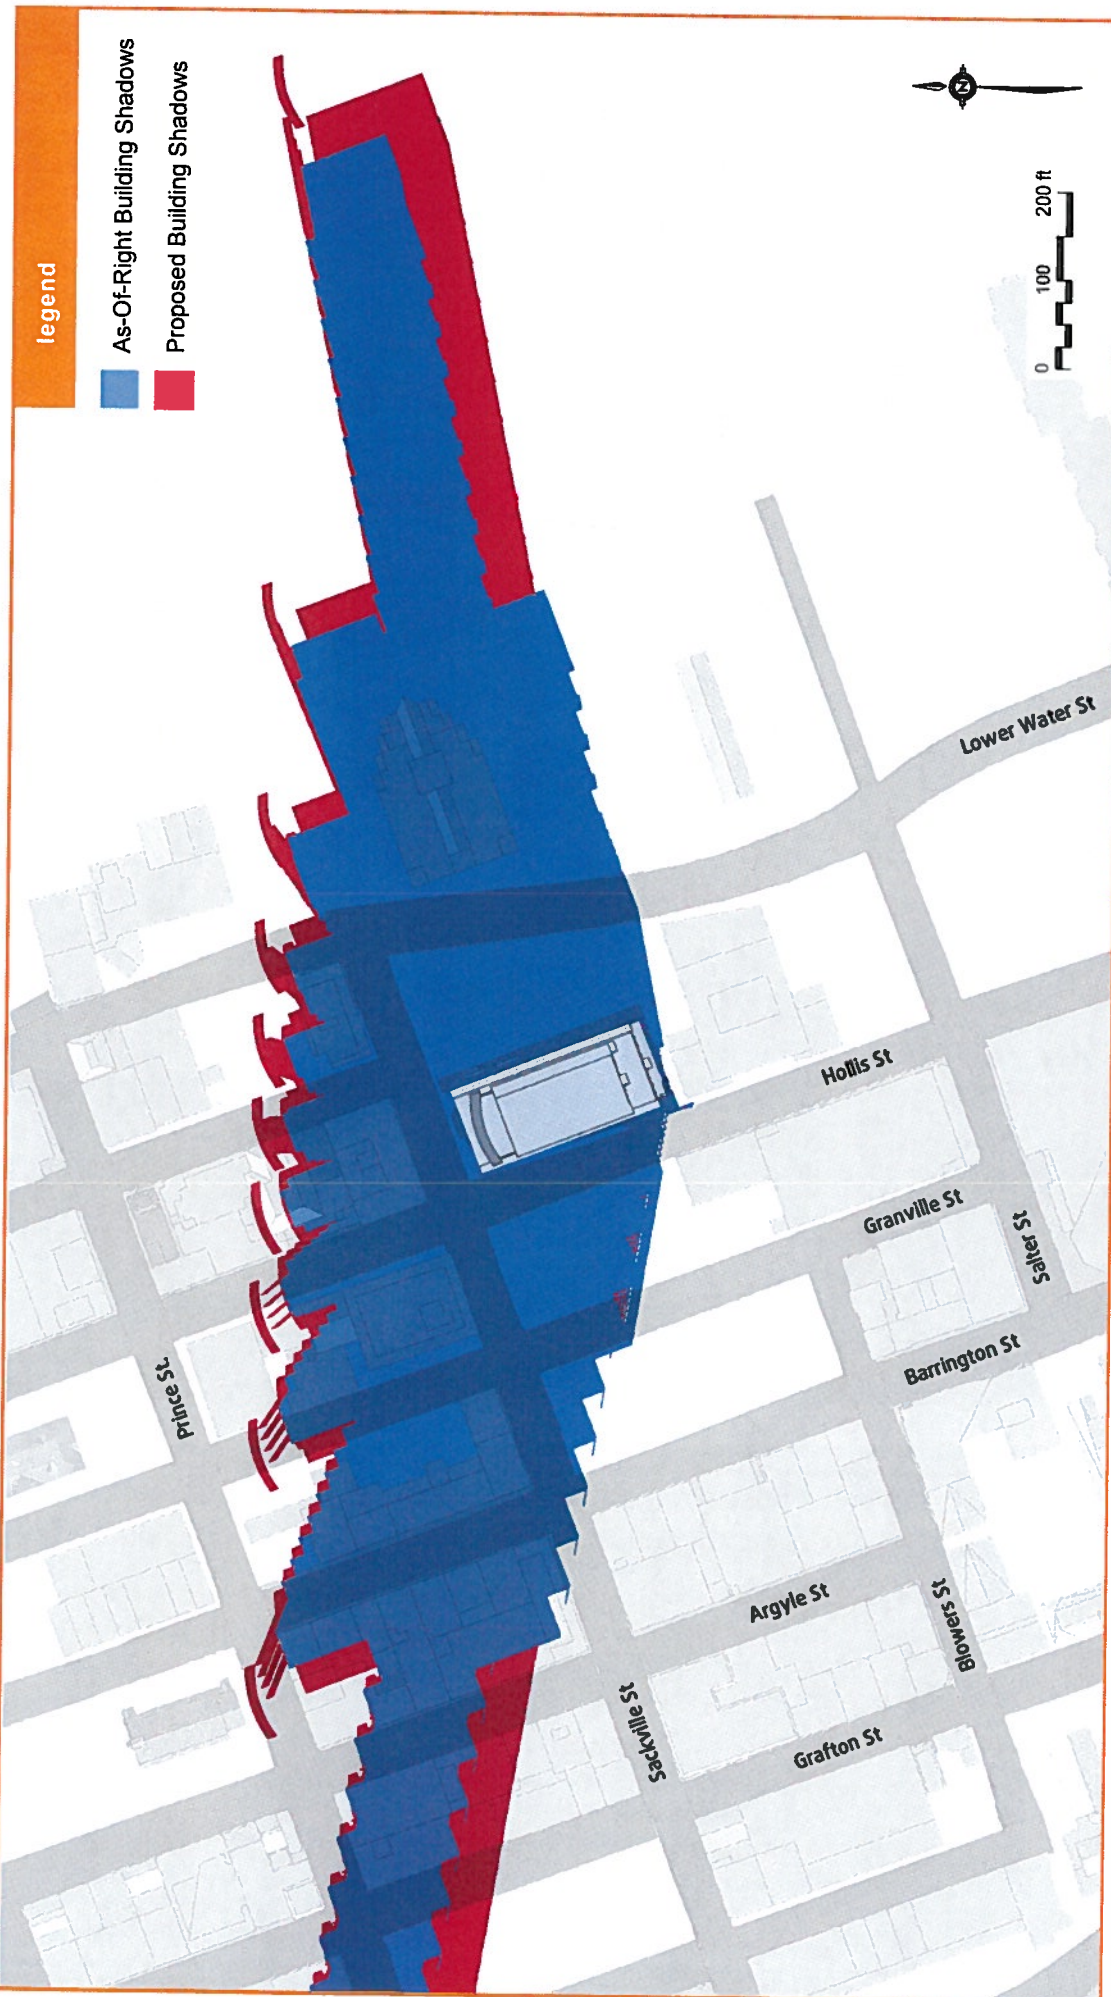 legend
As-Of-Right Building Shadows
Proposed Building Shadows
N
0 100 200 ft
Lower Water St
Hollis St
Granville St
Salter St
Barrington St
Prince St.
Argyle St
Blowers St
Sackville St
Grafton St